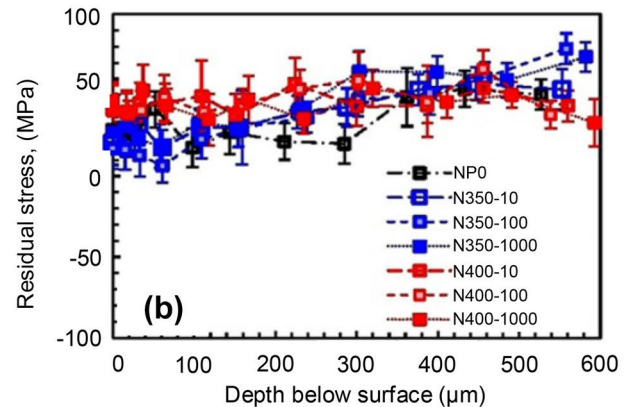 100
50
0
-50
-100
Residual stress, (MPa)
NP0
N350-10
N350-100
N350-1000
N400-10
N400-100
N400-1000
(b)
0 100 200 300 400 500 600
Depth below surface (μm)